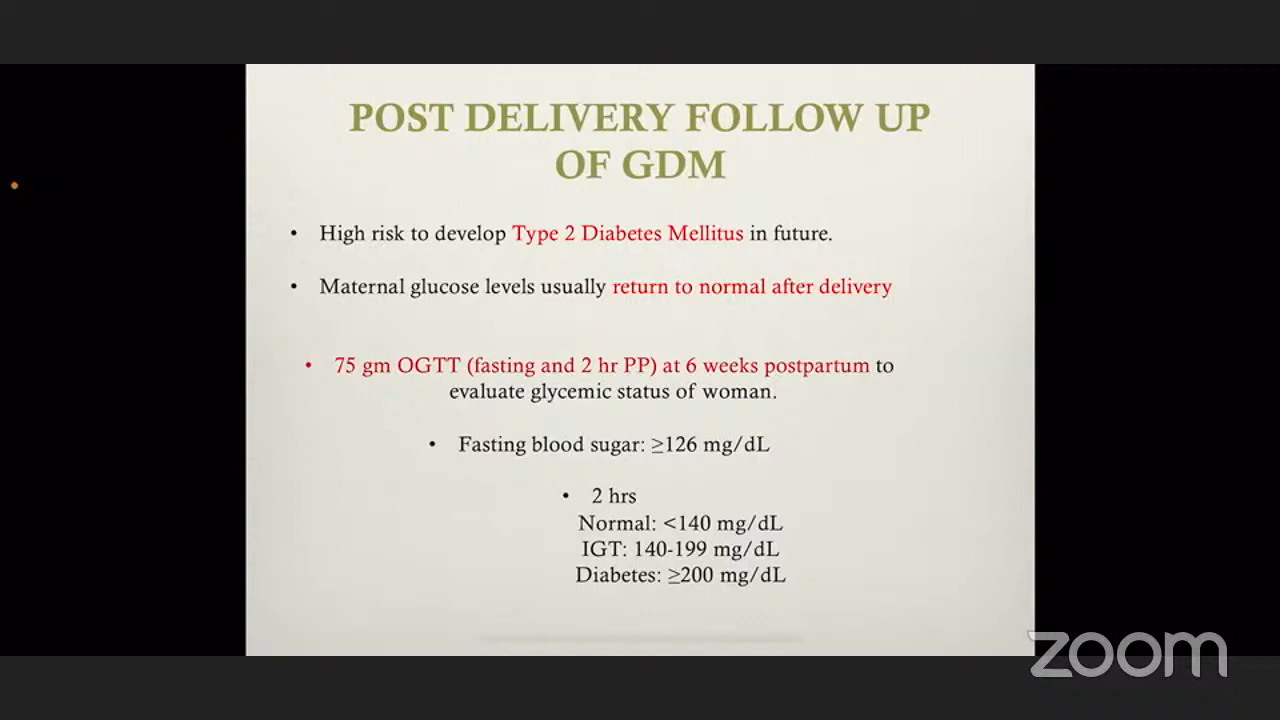 POST DELIVERY FOLLOW UP
OF GDM
• High risk to develop Type 2 Diabetes Mellitus in future.
• Maternal glucose levels usually return to normal after delivery
• 75 gm OGTT (fasting and 2 hr PP) at 6 weeks postpartum to
evaluate glycemic status of woman.
• Fasting blood sugar: ≥126 mg/dL
• 2 hrs
Normal: <140 mg/dL
IGT: 140-199 mg/dL
Diabetes: ≥200 mg/dL
zoom